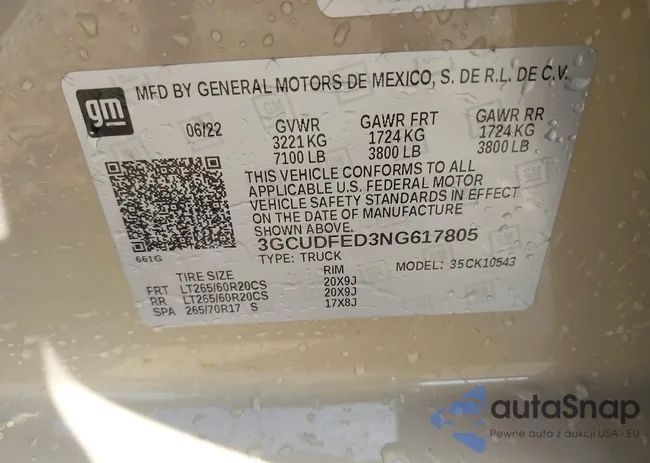 gm
MFD BY GENERAL MOTORS DE MEXICO, S. DE R.L. DE C.V.
06/22 GVWR GAWR FRT GAWR RR
3221 KG 1724 KG 1724 KG
7100 LB 3800 LB 3800 LB
THIS VEHICLE CONFORMS TO ALL
APPLICABLE U.S. FEDERAL MOTOR
VEHICLE SAFETY STANDARDS IN EFFECT
ON THE DATE OF MANUFACTURE
SHOWN ABOVE.
3GCUDFED3NG617805
661G TYPE: TRUCK MODEL: 35CK10543
TIRE SIZE RIM
FRT LT265/60R20CS 20X9J
RR LT265/60R20CS 20X9J
SPA 265/70R17 S 17X8J
autaSnap
Pewne auto z aukcji USA i EU